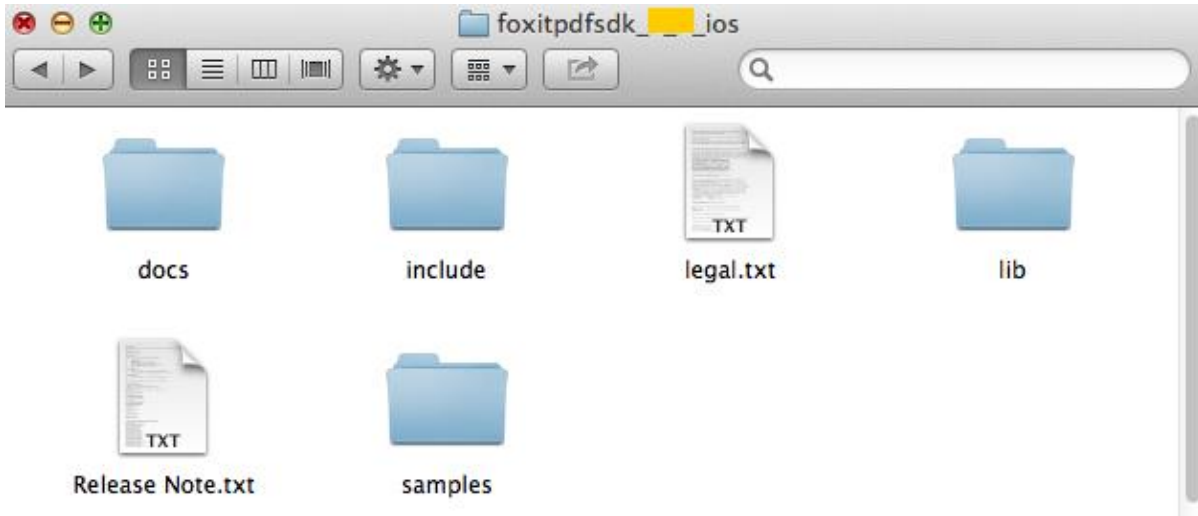 foxitpdfsdk_ _ _ios
docs
include
TXT
legal.txt
lib
TXT
Release Note.txt
samples